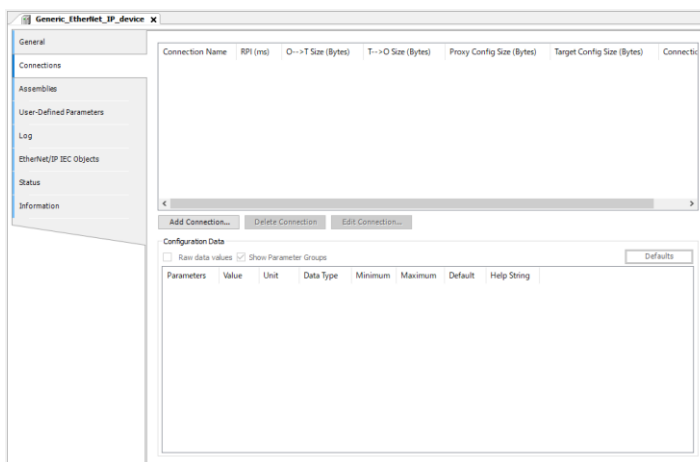 Generic_EtherNet_IP_device X
General
Connections
Assemblies
User-Defined Parameters
Log
EtherNet/IP IEC Objects
Status
Information
Connection Name RPI (ms) O-->T Size (Bytes) T-->O Size (Bytes) Proxy Config Size (Bytes) Target Config Size (Bytes) Connectic
Add Connection... Delete Connection Edit Connection...
Configuration Data
Raw data values Show Parameter Groups Defaults
Parameters Value Unit Data Type Minimum Maximum Default Help String